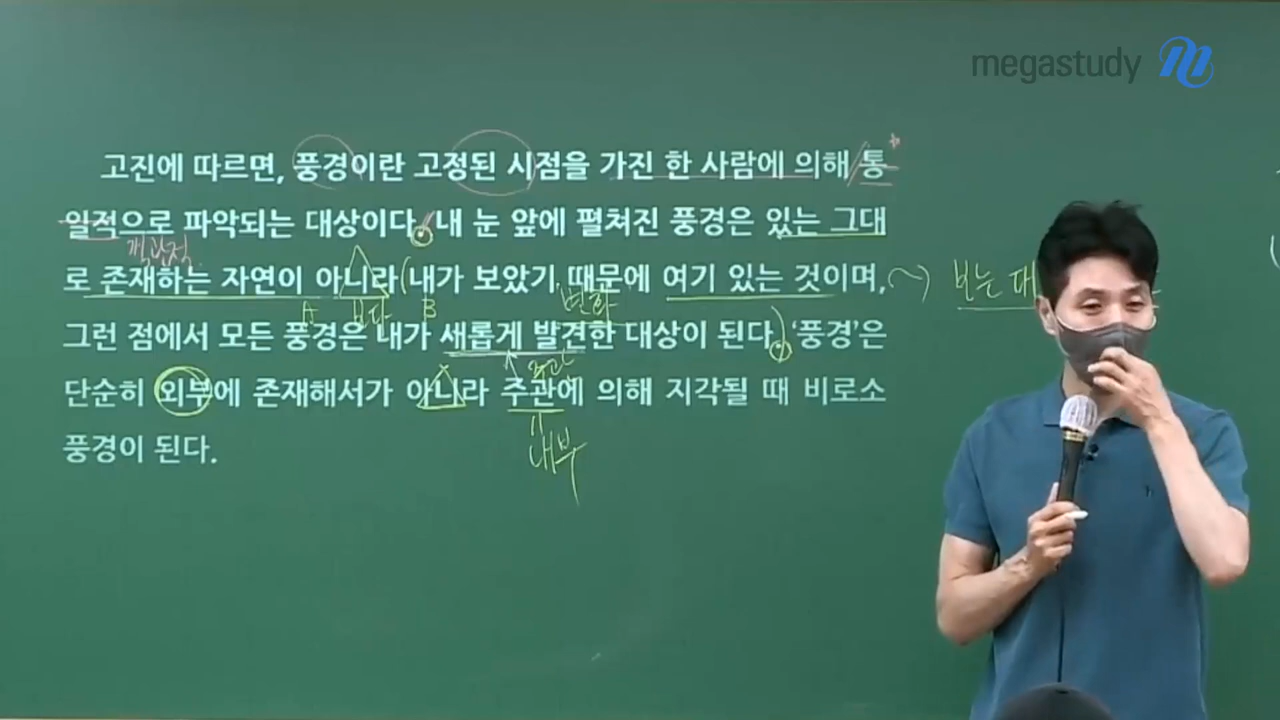 megastudy
고진에 따르면, 풍경이란 고정된 시점을 가진 한 사람에 의해 통
일적으로 파악되는 대상이다. 내 눈 앞에 펼쳐진 풍경은 있는 그대
객관적
로 존재하는 자연이 아니라 내가 보았기 때문에 여기 있는 것이며,
보는 대
A 보다 B 변화
그런 점에서 모든 풍경은 내가 새롭게 발견한 대상이 된다. ‘풍경’은
주관
단순히 외부에 존재해서가 아니라 주관에 의해 지각될 때 비로소
내부
풍경이 된다.